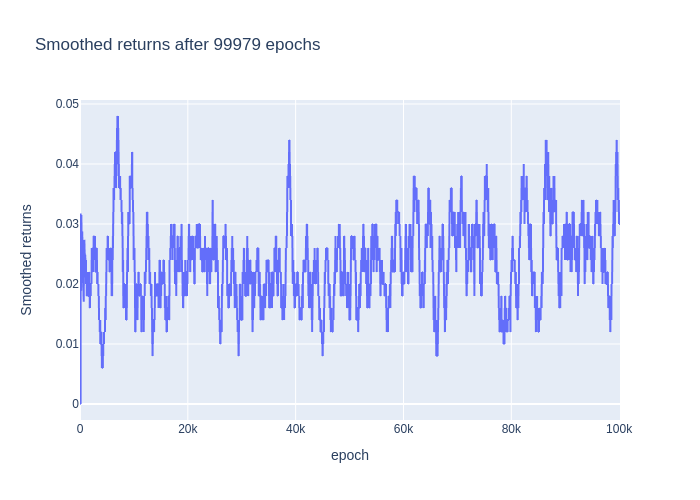 Smoothed returns after 99979 epochs
Smoothed returns
0.05
0.04
0.03
0.02
0.01
0
0
20k
40k
60k
80k
100k
epoch